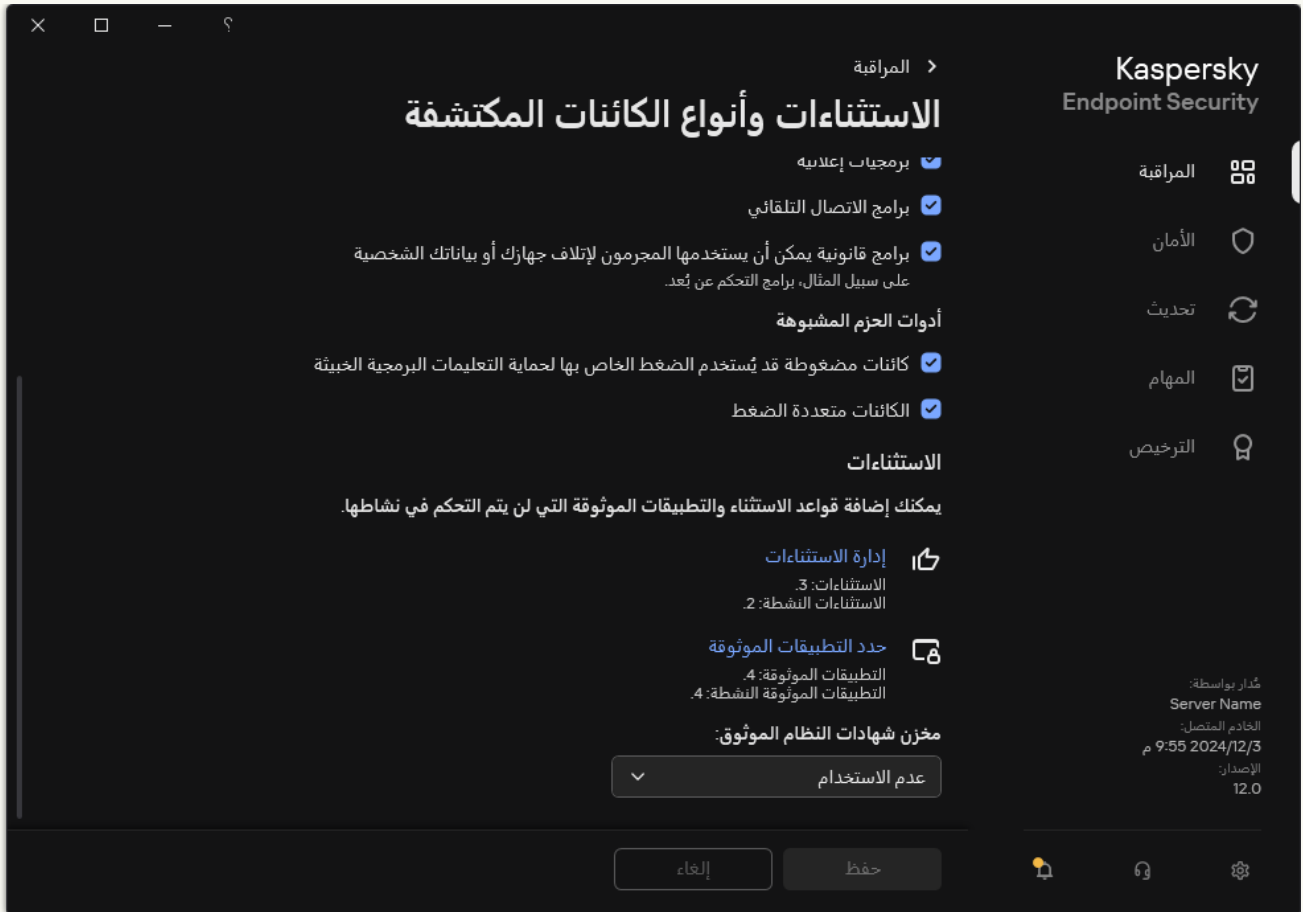 ؟
المراقبة
الاستثناءات وأنواع الكائنات المكتشفة
برمجيات إعلانية
برامج الاتصال التلقائي
برامج قانونية يمكن أن يستخدمها المجرمون لإتلاف جهازك أو بياناتك الشخصية
على سبيل المثال، برامج التحكم عن بُعد.
أدوات الحزم المشبوهة
كائنات مضغوطة قد يُستخدم الضغط الخاص بها لحماية التعليمات البرمجية الخبيثة
الكائنات متعددة الضغط
الاستثناءات
يمكنك إضافة قواعد الاستثناء والتطبيقات الموثوقة التي لن يتم التحكم في نشاطها.
إدارة الاستثناءات
الاستثناءات: 3.
الاستثناءات النشطة: 2.
حدد التطبيقات الموثوقة
التطبيقات الموثوقة: 4.
التطبيقات الموثوقة النشطة: 4.
مخزن شهادات النظام الموثوق:
عدم الاستخدام
حفظ
إلغاء
Kaspersky
Endpoint Security
المراقبة
الأمان
تحديث
المهام
الترخيص
مُدار بواسطة:
Server Name
الخادم المتصل:
2024/12/3 9:55 م
الإصدار:
12.0